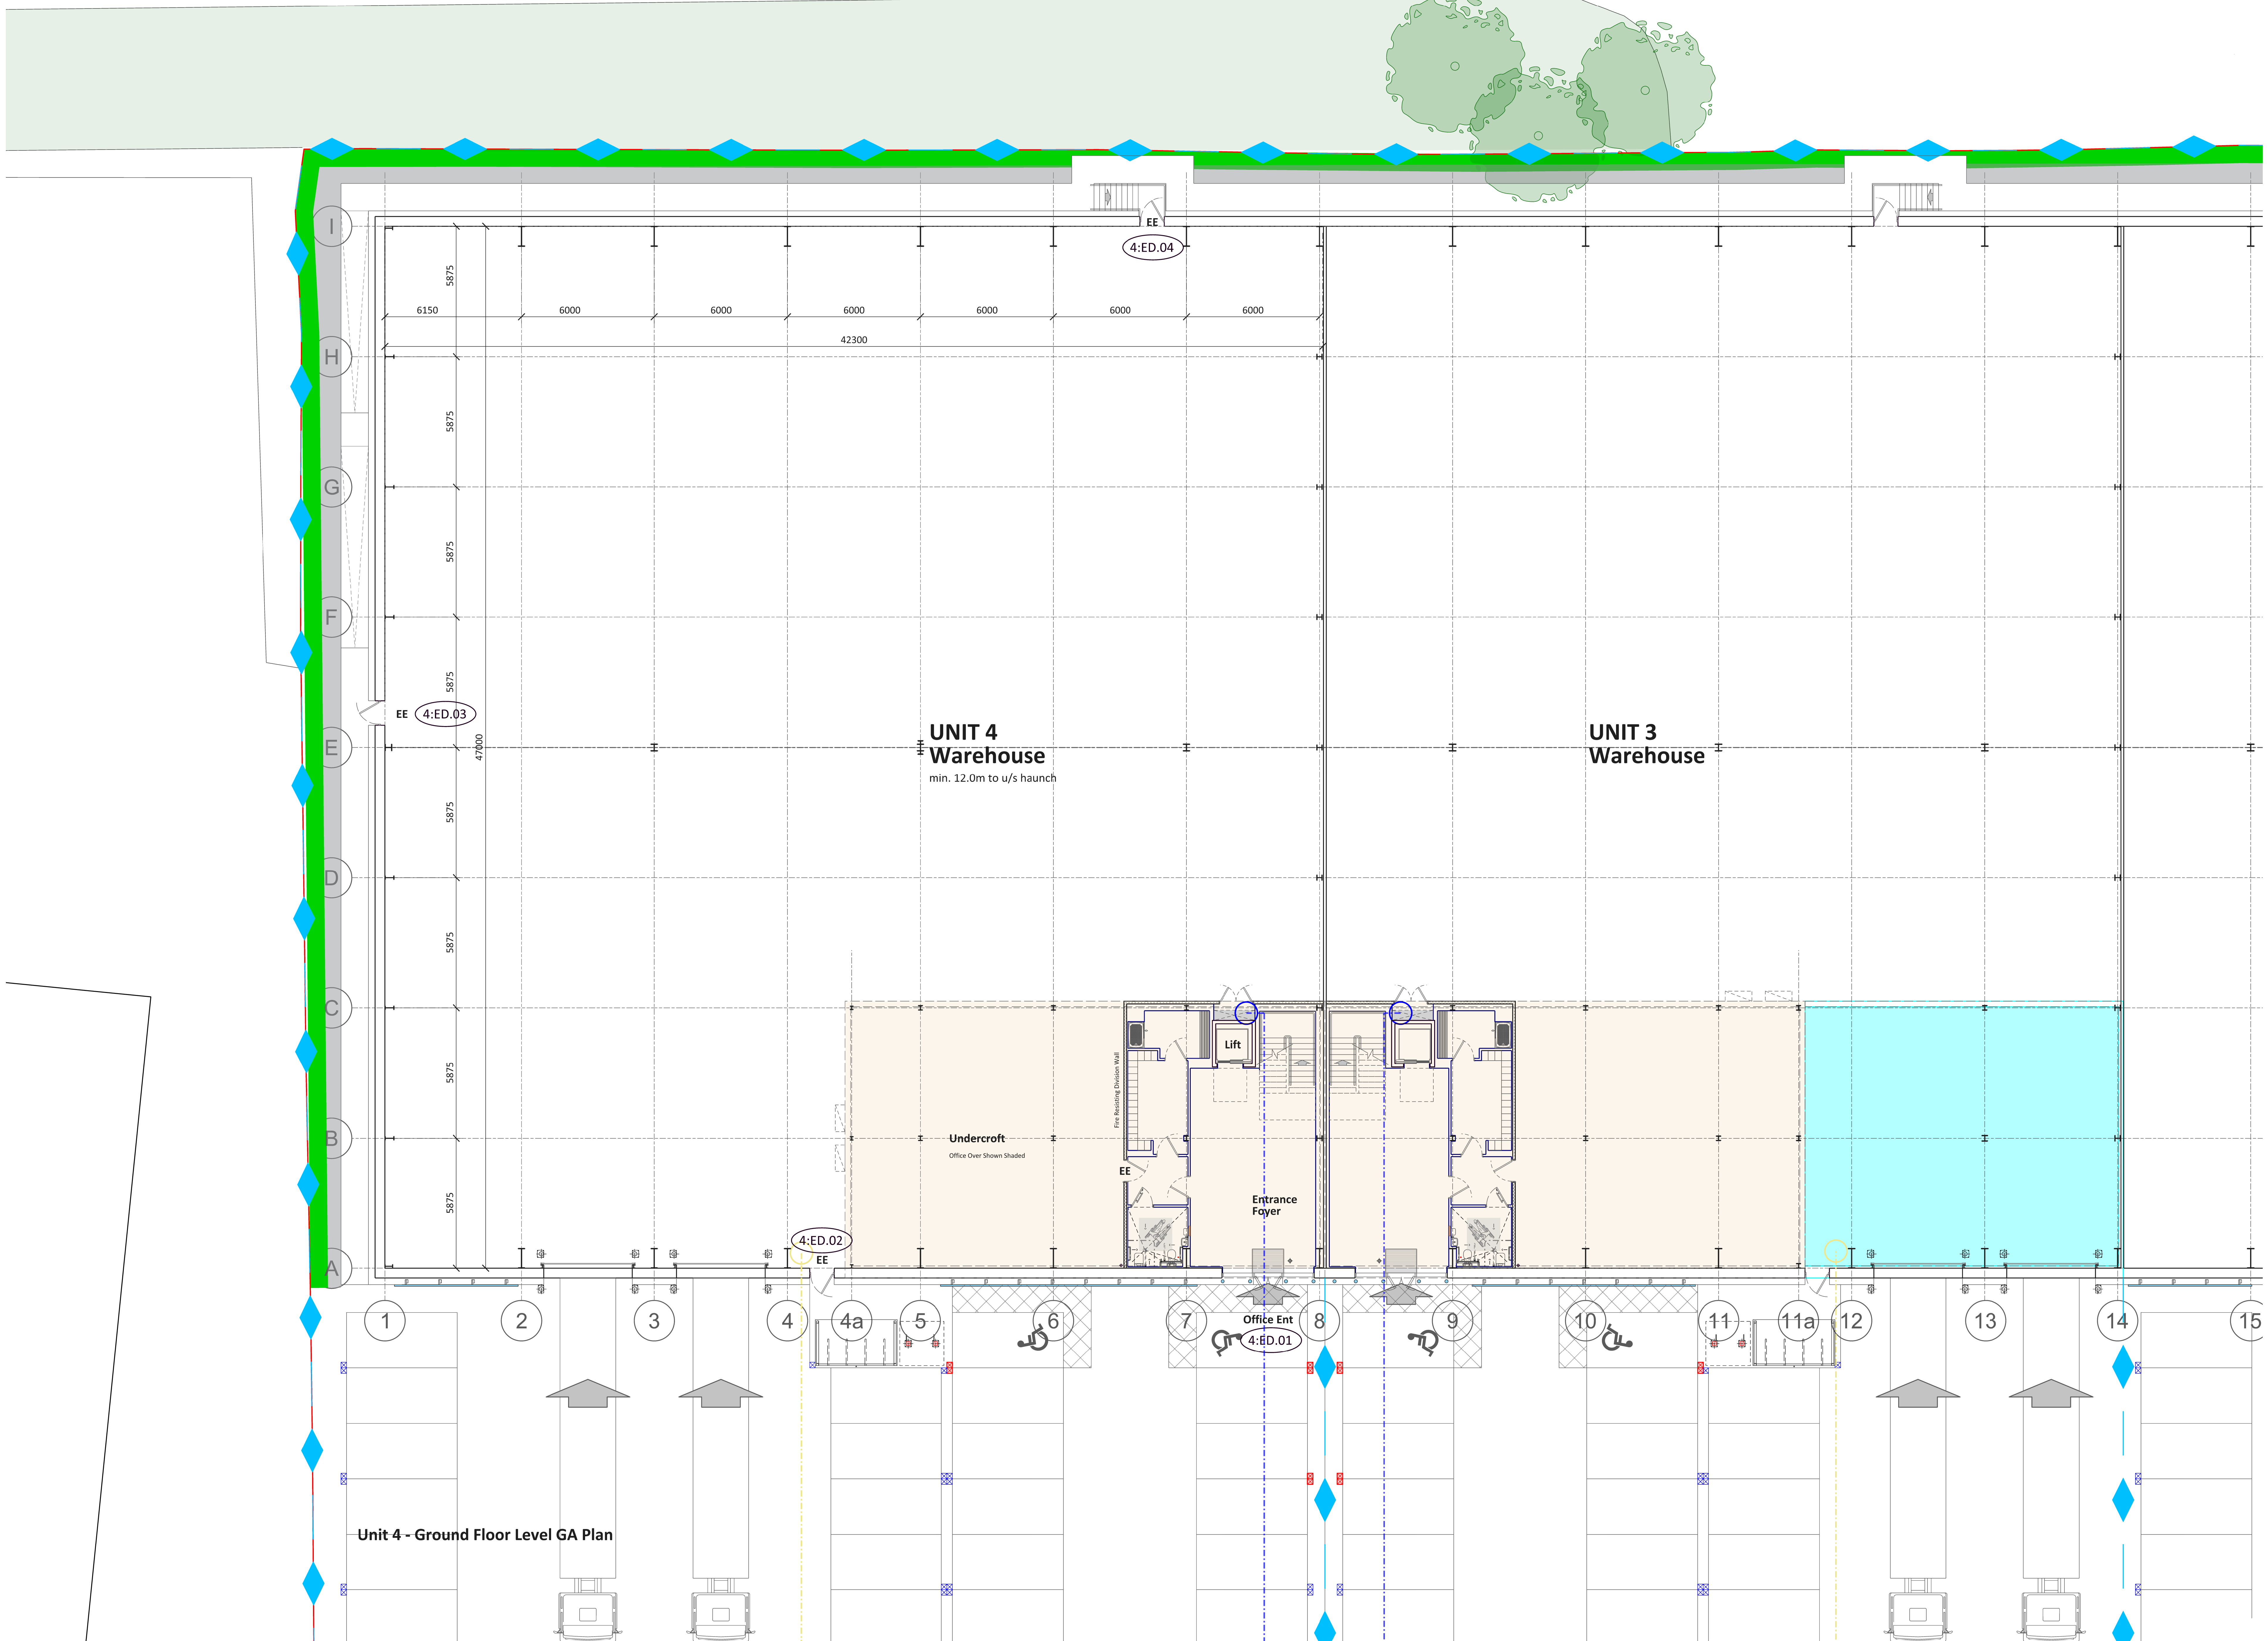 I
EE
4:ED.04
5875
6150
6000
6000
6000
6000
6000
6000
42300
H
5875
G
5875
F
5875
EE
4:ED.03
E
47000
UNIT 4
Warehouse
min. 12.0m to u/s haunch
UNIT 3
Warehouse
5875
D
5875
C
Lift
5875
Fire Resisting Division Wall
B
Undercroft
Office Over Shown Shaded
EE
Entrance
Foyer
5875
4:ED.02
EE
A
1
2
3
4
4a
5
6
7
8
9
10
11
11a
12
13
14
15
Office Ent
4:ED.01
Unit 4 - Ground Floor Level GA Plan